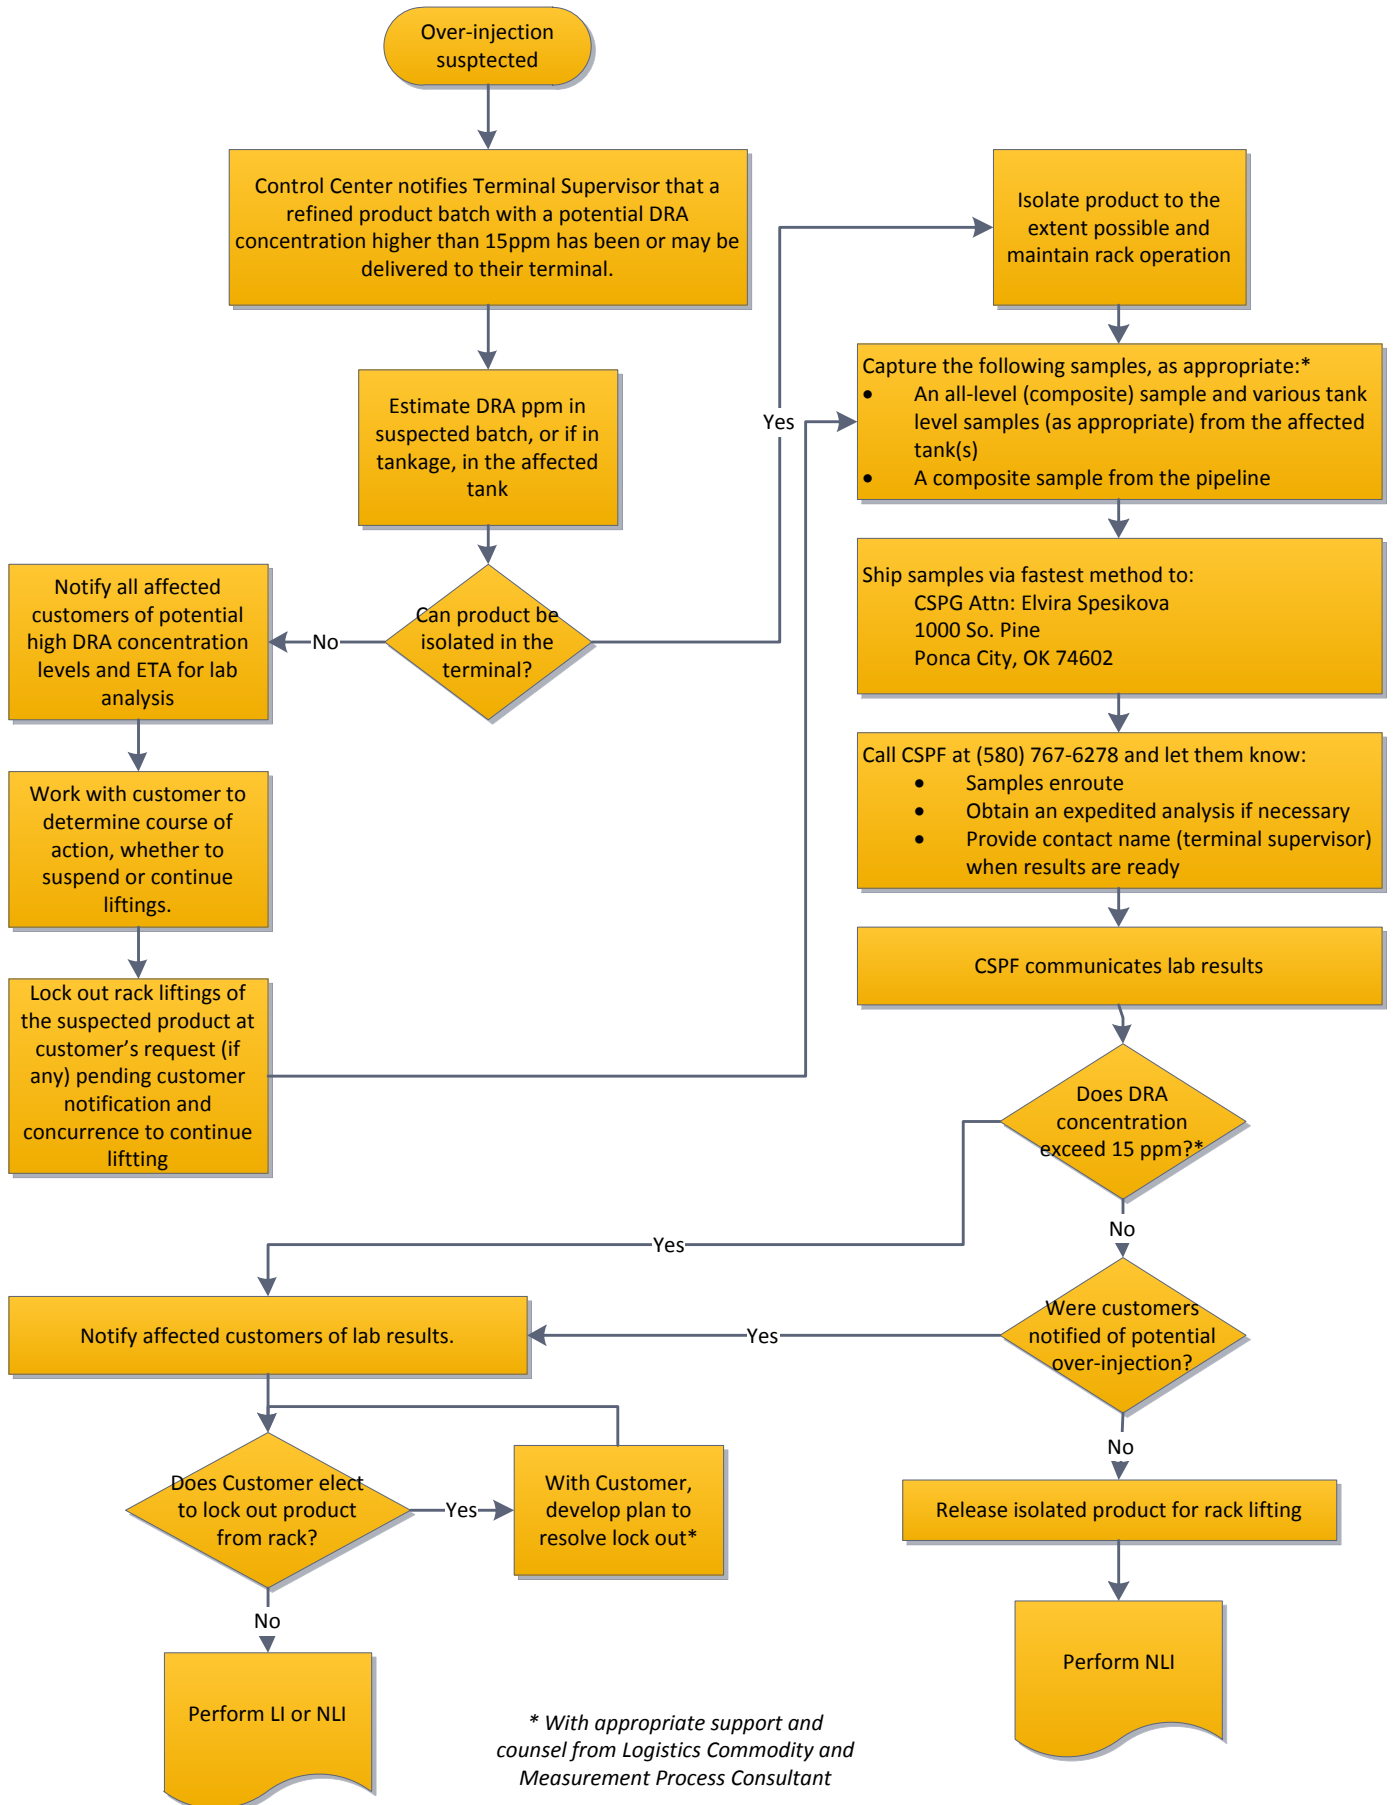 Over-injection
susptected
Control Center notifies Terminal Supervisor that a
refined product batch with a potential DRA
concentration higher than 15ppm has been or may be
delivered to their terminal.
Estimate DRA ppm in
suspected batch, or if in
tankage, in the affected
tank
Can product be
isolated in the
terminal?
No
Notify all affected
customers of potential
high DRA concentration
levels and ETA for lab
analysis
Work with customer to
determine course of
action, whether to
suspend or continue
liftings.
Lock out rack liftings of
the suspected product at
customer’s request (if
any) pending customer
notification and
concurrence to continue
liftting
Yes
Isolate product to the
extent possible and
maintain rack operation
Capture the following samples, as appropriate:*
• An all-level (composite) sample and various tank
level samples (as appropriate) from the affected
tank(s)
• A composite sample from the pipeline
Ship samples via fastest method to:
CSPG Attn: Elvira Spesikova
1000 So. Pine
Ponca City, OK 74602
Call CSPF at (580) 767-6278 and let them know:
• Samples enroute
• Obtain an expedited analysis if necessary
• Provide contact name (terminal supervisor)
when results are ready
CSPF communicates lab results
Does DRA
concentration
exceed 15 ppm?*
Yes
No
Were customers
notified of potential
over-injection?
Yes
Notify affected customers of lab results.
Does Customer elect
to lock out product
from rack?
Yes
With Customer,
develop plan to
resolve lock out*
No
Perform LI or NLI
No
Release isolated product for rack lifting
Perform NLI
* With appropriate support and
counsel from Logistics Commodity and
Measurement Process Consultant